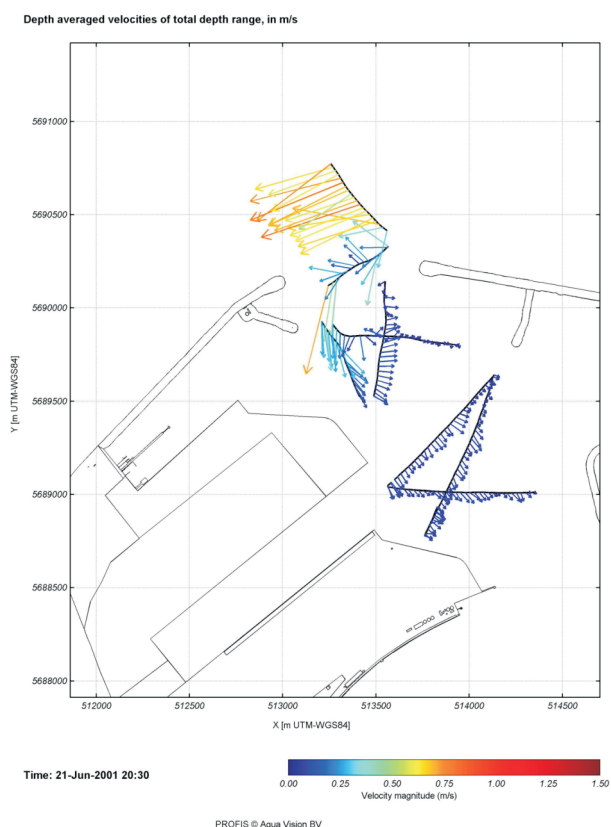 Depth averaged velocities of total depth range, in m/s
5691000
5690500
5690000
5689500
5689000
5688500
5688000
Y [m UTM-WGS84]
512000 512500 513000 513500 514000 514500
X [m UTM-WGS84]
Time: 21-Jun-2001 20:30
0.00 0.25 0.50 0.75 1.00 1.25 1.50
Velocity magnitude (m/s)
PROFIS © Aqua Vision BV